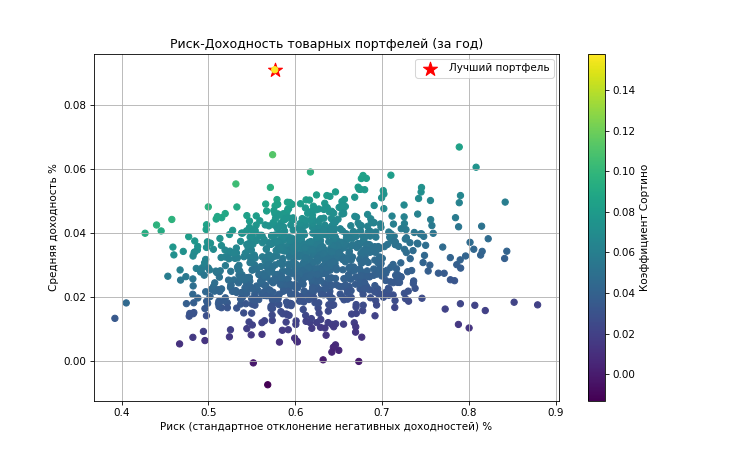 Риск-Доходность товарных портфелей (за год)
Лучший портфель
Средняя доходность %
0.08
0.06
0.04
0.02
0.00
0.4 0.5 0.6 0.7 0.8 0.9
Риск (стандартное отклонение негативных доходностей) %
0.14
0.12
0.10
0.08
0.06
0.04
0.02
0.00
Коэффициент Сортино